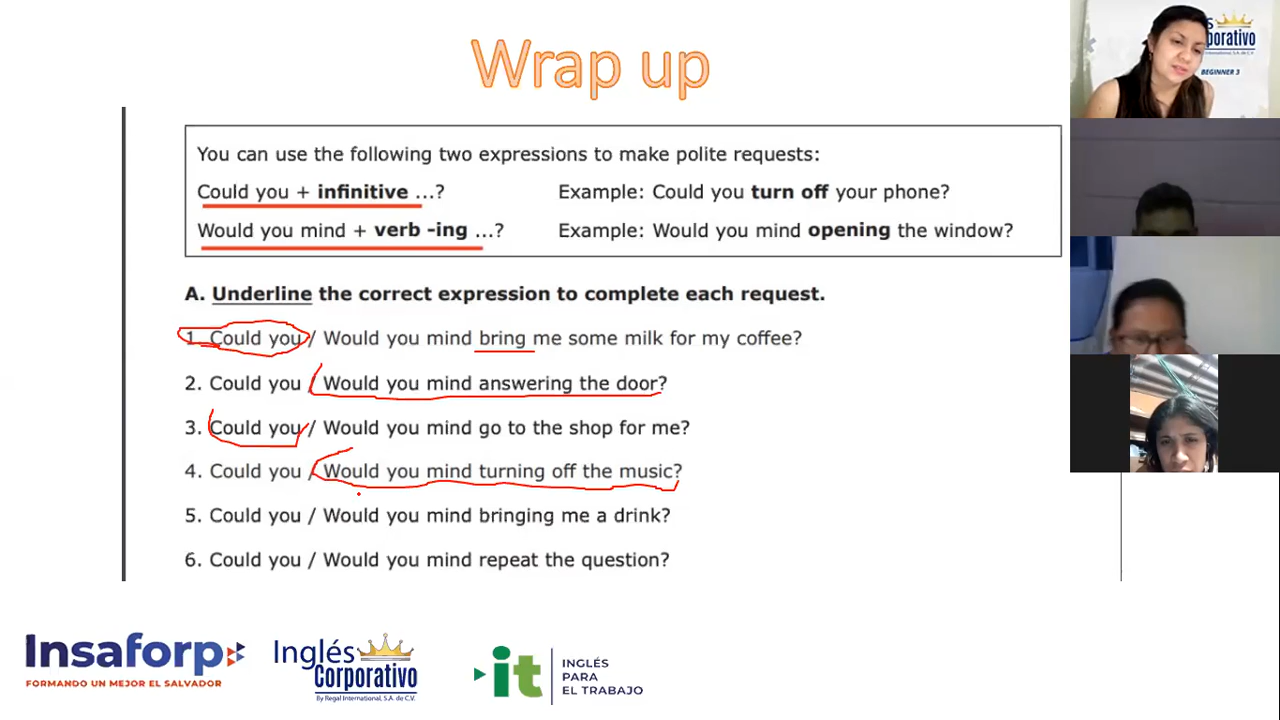 Wrap up
You can use the following two expressions to make polite requests:
Could you + infinitive ...? Example: Could you turn off your phone?
Would you mind + verb -ing ...? Example: Would you mind opening the window?
A. Underline the correct expression to complete each request.
1. Could you / Would you mind bring me some milk for my coffee?
2. Could you / Would you mind answering the door?
3. Could you / Would you mind go to the shop for me?
4. Could you / Would you mind turning off the music?
5. Could you / Would you mind bringing me a drink?
6. Could you / Would you mind repeat the question?
Insaforp
FORMANDO UN MEJOR EL SALVADOR
Inglés
Corporativo
By Regal International, S.A. de C.V.
it
INGLÉS
PARA
EL TRABAJO
s
porativo
International, S.A. de C.V.
BEGINNER 3